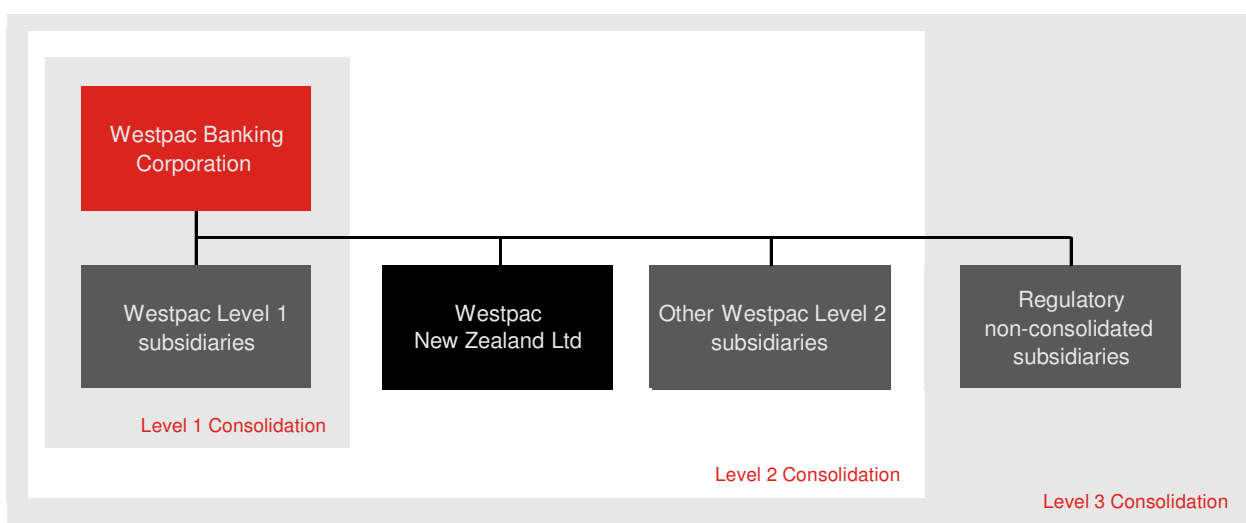 Westpac Banking
Corporation
Westpac Level 1
subsidiaries
Westpac
New Zealand Ltd
Other Westpac Level 2
subsidiaries
Regulatory
non-consolidated
subsidiaries
Level 1 Consolidation
Level 2 Consolidation
Level 3 Consolidation